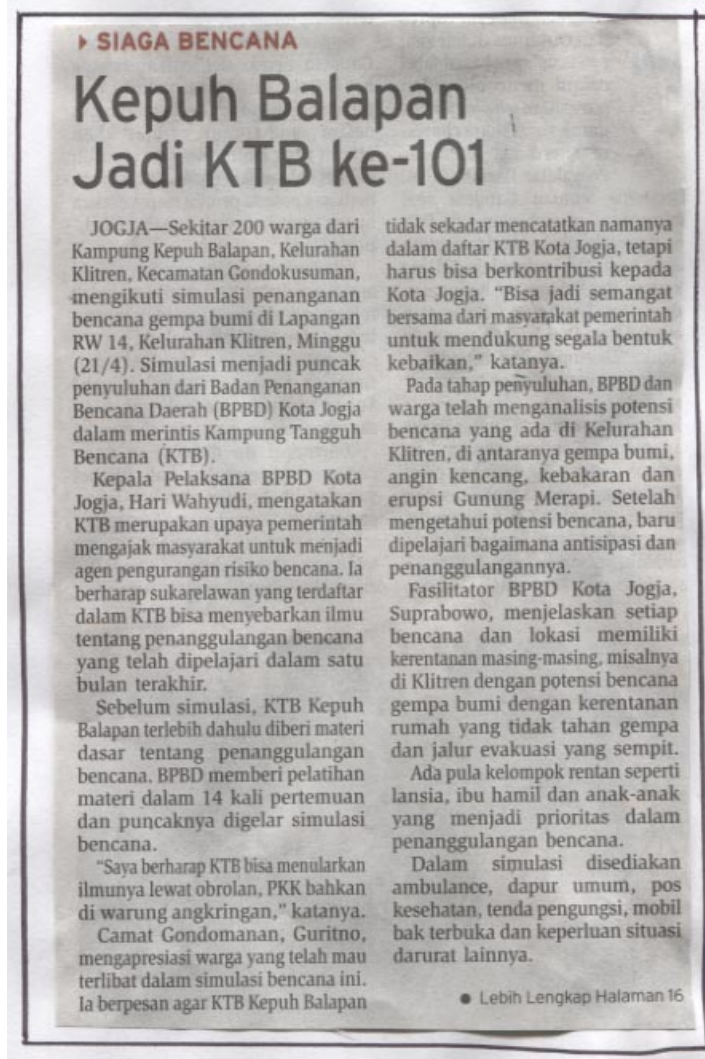 SIAGA BENCANA
Kepuh Balapan
Jadi KTB ke-101
JOGJA—Sekitar 200 warga dari
Kampung Kepuh Balapan, Kelurahan
Klitren, Kecamatan Gondokusuman,
mengikuti simulasi penanganan
bencana gempa bumi di Lapangan
RW 14, Kelurahan Klitren, Minggu
(21/4). Simulasi menjadi puncak
penyuluhan dari Badan Penanganan
Bencana Daerah (BPBD) Kota Jogja
dalam merintis Kampung Tangguh
Bencana (KTB).
Kepala Pelaksana BPBD Kota
Jogja, Hari Wahyudi, mengatakan
KTB merupakan upaya pemerintah
mengajak masyarakat untuk menjadi
agen pengurangan risiko bencana. Ia
berharap sukarelawan yang terdaftar
dalam KTB bisa menyebarkan ilmu
tentang penanggulangan bencana
yang telah dipelajari dalam satu
bulan terakhir.
Sebelum simulasi, KTB Kepuh
Balapan terlebih dahulu diberi materi
dasar tentang penanggulangan
bencana. BPBD memberi pelatihan
materi dalam 14 kali pertemuan
dan puncaknya digelar simulasi
bencana.
"Saya berharap KTB bisa menularkan
ilmunya lewat obrolan, PKK bahkan
di warung angkringan," katanya.
Camat Gondomanan, Guritno,
mengapresiasi warga yang telah mau
terlibat dalam simulasi bencana ini.
Ia berpesan agar KTB Kepuh Balapan
tidak sekadar mencatatkan namanya
dalam daftar KTB Kota Jogja, tetapi
harus bisa berkontribusi kepada
Kota Jogja. "Bisa jadi semangat
bersama dari masyarakat pemerintah
untuk mendukung segala bentuk
kebaikan," katanya.
Pada tahap penyuluhan, BPBD dan
warga telah menganalisis potensi
bencana yang ada di Kelurahan
Klitren, di antaranya gempa bumi,
angin kencang, kebakaran dan
erupsi Gunung Merapi. Setelah
mengetahui potensi bencana, baru
dipelajari bagaimana antisipasi dan
penanggulangannya.
Fasilitator BPBD Kota Jogja,
Suprabowo, menjelaskan setiap
bencana dan lokasi memiliki
kerentanan masing-masing, misalnya
di Klitren dengan potensi bencana
gempa bumi dengan kerentanan
rumah yang tidak tahan gempa
dan jalur evakuasi yang sempit.
Ada pula kelompok rentan seperti
lansia, ibu hamil dan anak-anak
yang menjadi prioritas dalam
penanggulangan bencana.
Dalam simulasi disediakan
ambulance, dapur umum, pos
kesehatan, tenda pengungsi, mobil
bak terbuka dan keperluan situasi
darurat lainnya.
● Lebih Lengkap Halaman 16